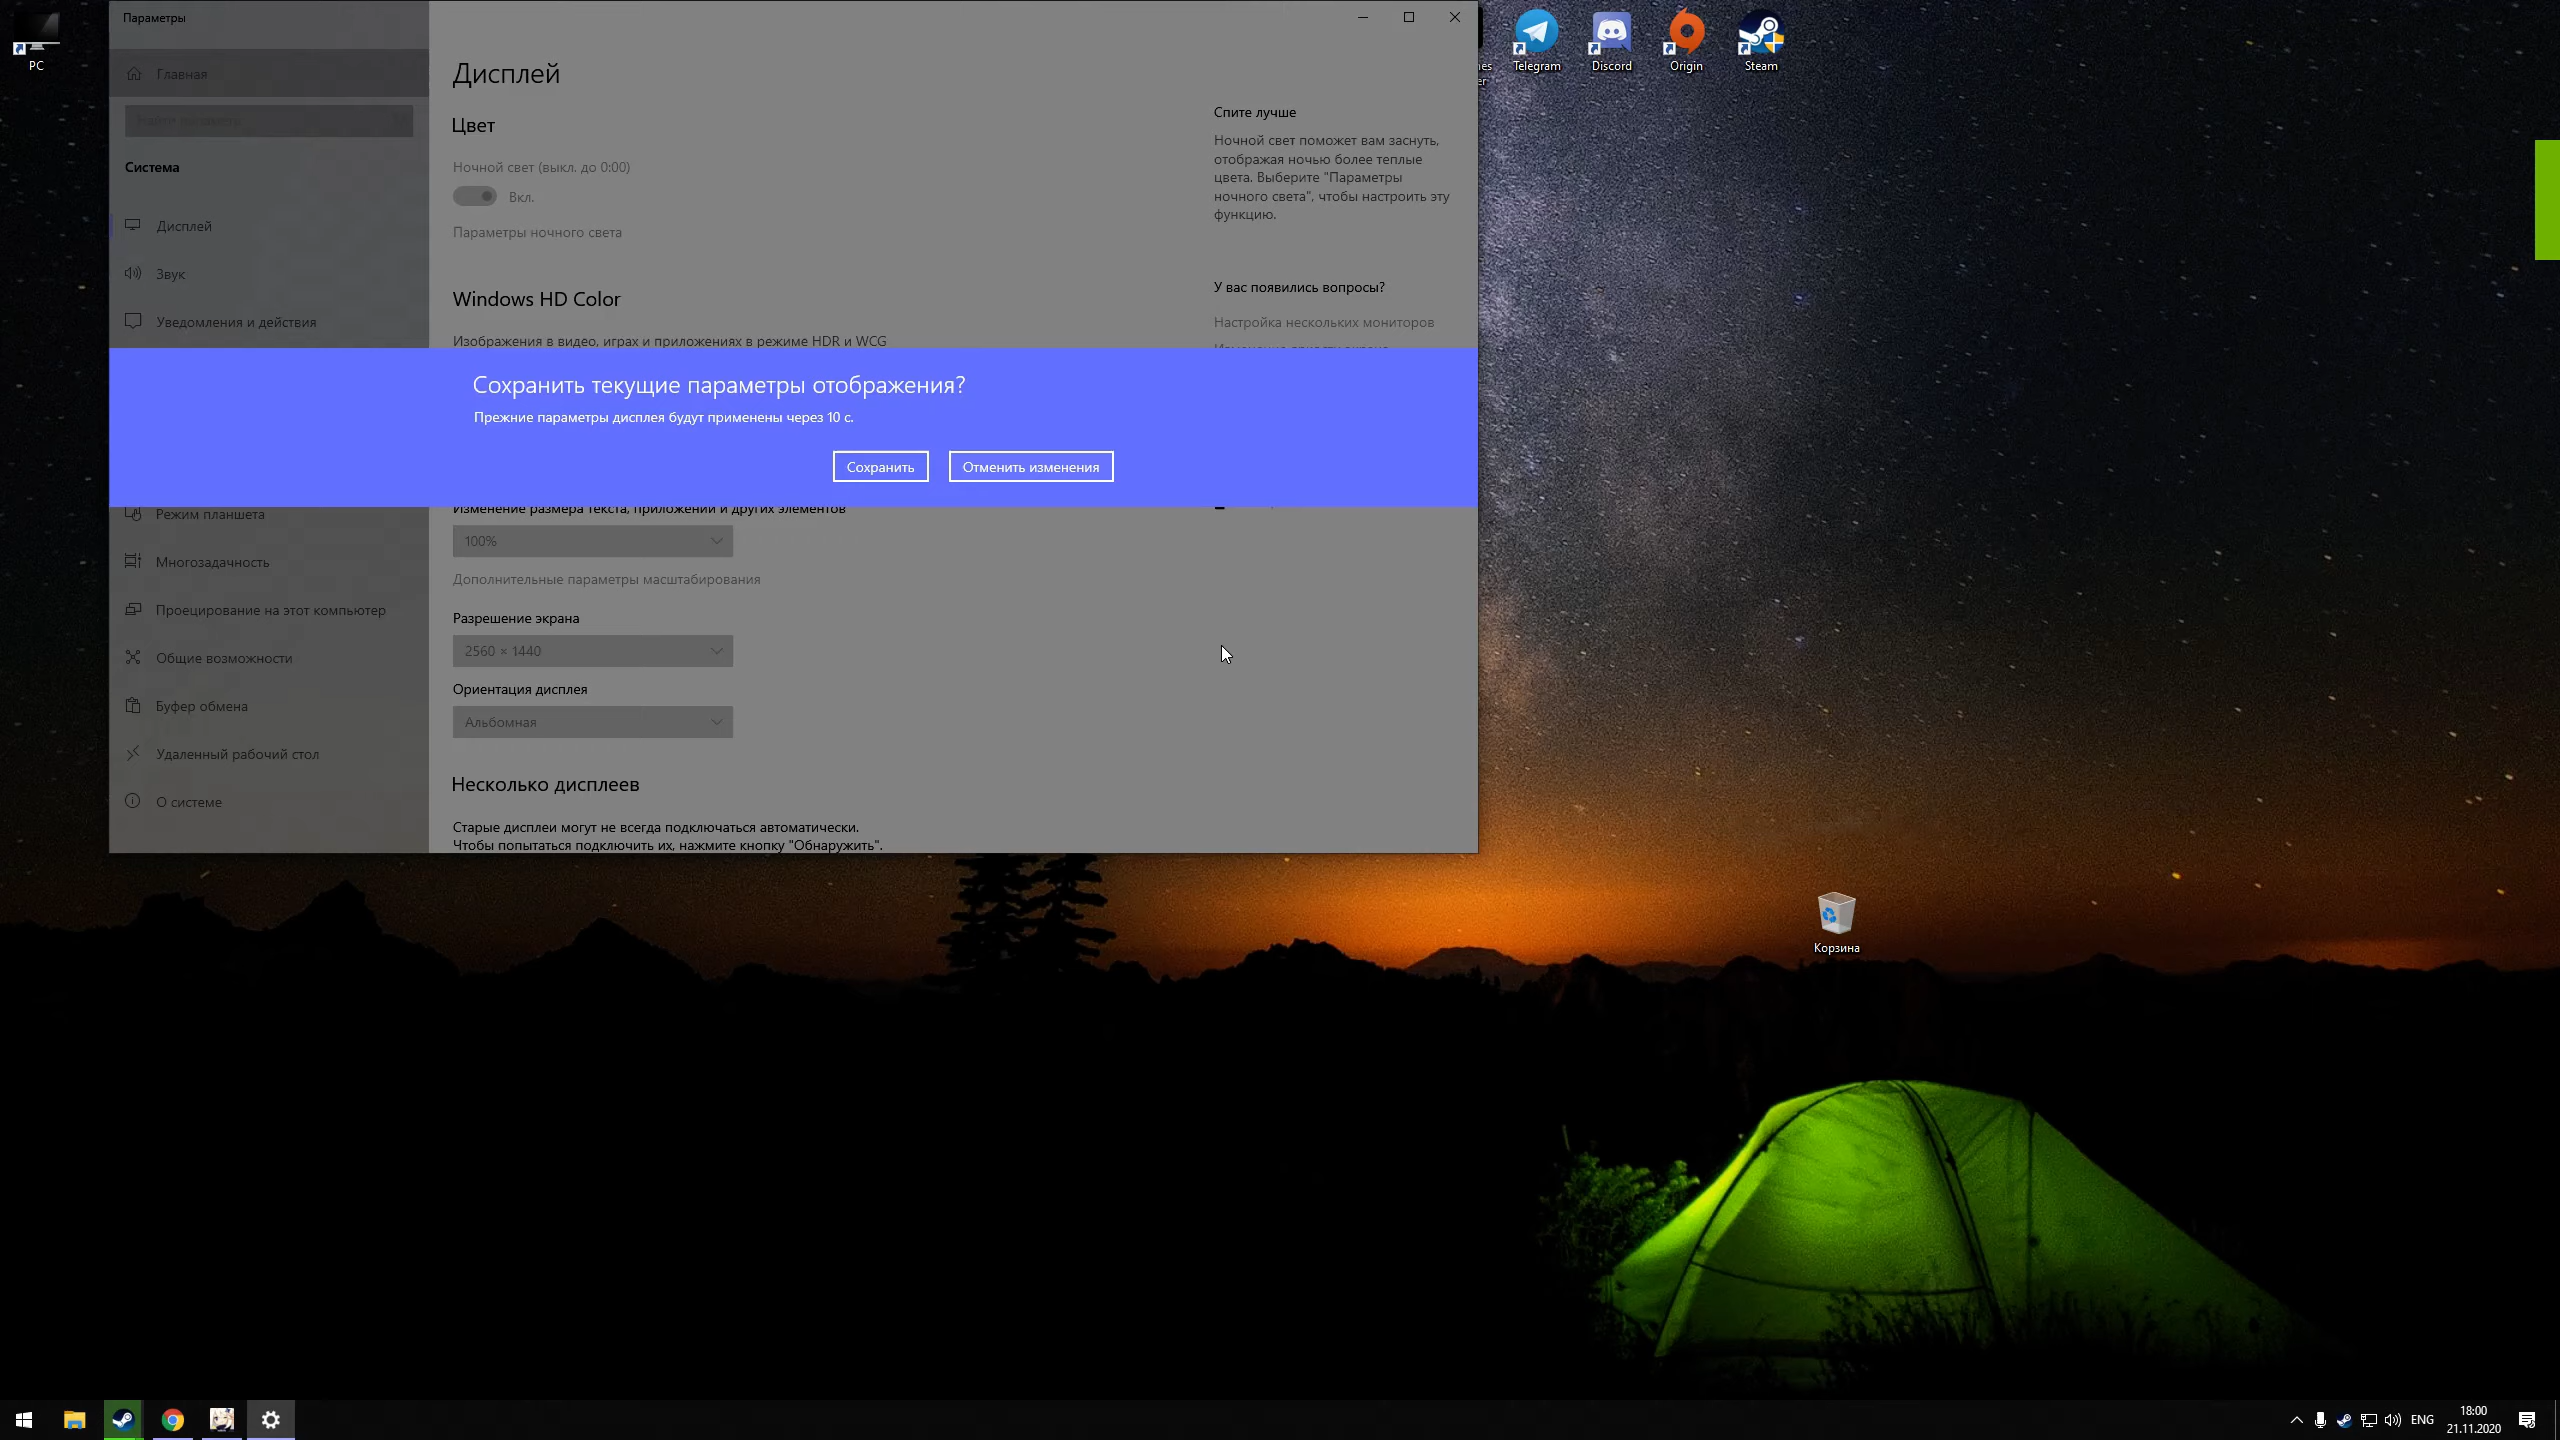 Параметры
PC
Главная
Система
Дисплей
Звук
Уведомления и действия
Режим планшета
Многозадачность
Проецирование на этот компьютер
Общие возможности
Буфер обмена
Удаленный рабочий стол
О системе
Дисплей
Цвет
Ночной свет (выкл. до 0:00)
Вкл.
Параметры ночного света
Windows HD Color
Изображения в видео, играх и приложениях в режиме HDR и WCG
Сохранить текущие параметры отображения?
Прежние параметры дисплея будут применены через 10 с.
Сохранить
Отменить изменения
Изменение размера текста, приложений и других элементов
100%
Дополнительные параметры масштабирования
Разрешение экрана
2560 × 1440
Ориентация дисплея
Альбомная
Несколько дисплеев
Старые дисплеи могут не всегда подключаться автоматически.
Чтобы попытаться подключить их, нажмите кнопку "Обнаружить".
Спите лучше
Ночной свет поможет вам заснуть,
отображая ночью более теплые
цвета. Выберите "Параметры
ночного света", чтобы настроить эту
функцию.
У вас появились вопросы?
Настройка нескольких мониторов
Telegram
Discord
Origin
Steam
Корзина
ENG
18:00
21.11.2020